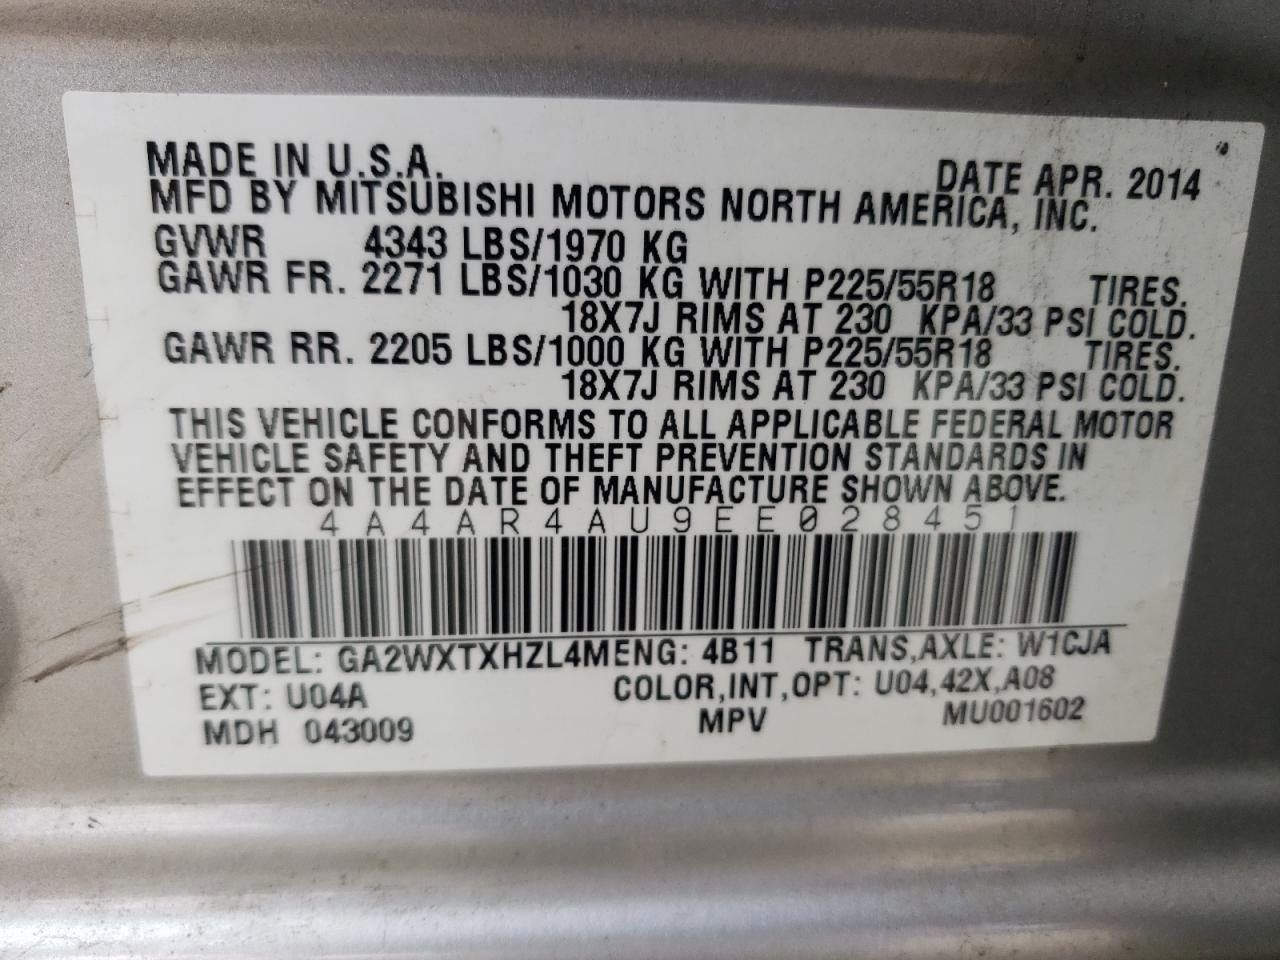 MADE IN U.S.A. DATE APR. 2014
MFD BY MITSUBISHI MOTORS NORTH AMERICA, INC.
GVWR 4343 LBS/1970 KG
GAWR FR. 2271 LBS/1030 KG WITH P225/55R18 TIRES.
18X7J RIMS AT 230 KPA/33 PSI COLD.
GAWR RR. 2205 LBS/1000 KG WITH P225/55R18 TIRES.
18X7J RIMS AT 230 KPA/33 PSI COLD.
THIS VEHICLE CONFORMS TO ALL APPLICABLE FEDERAL MOTOR
VEHICLE SAFETY AND THEFT PREVENTION STANDARDS IN
EFFECT ON THE DATE OF MANUFACTURE SHOWN ABOVE.
4A4AR4AU9EE028451
MODEL: GA2WXTXHZL4MENG: 4B11 TRANS,AXLE: W1CJA
EXT: U04A COLOR,INT,OPT: U04,42X,A08
MDH 043009 MPV MU001602